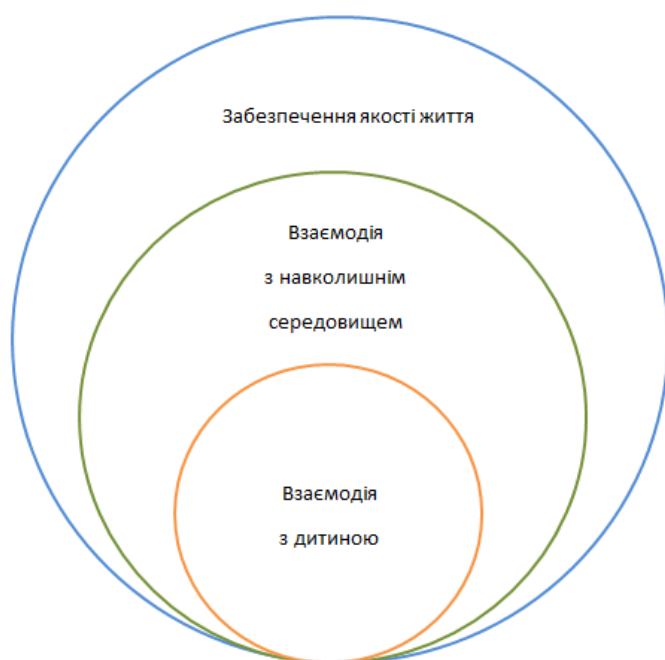 Забезпечення якості життя
Взаємодія
з навколишнім
середовищем
Взаємодія
з дитиною